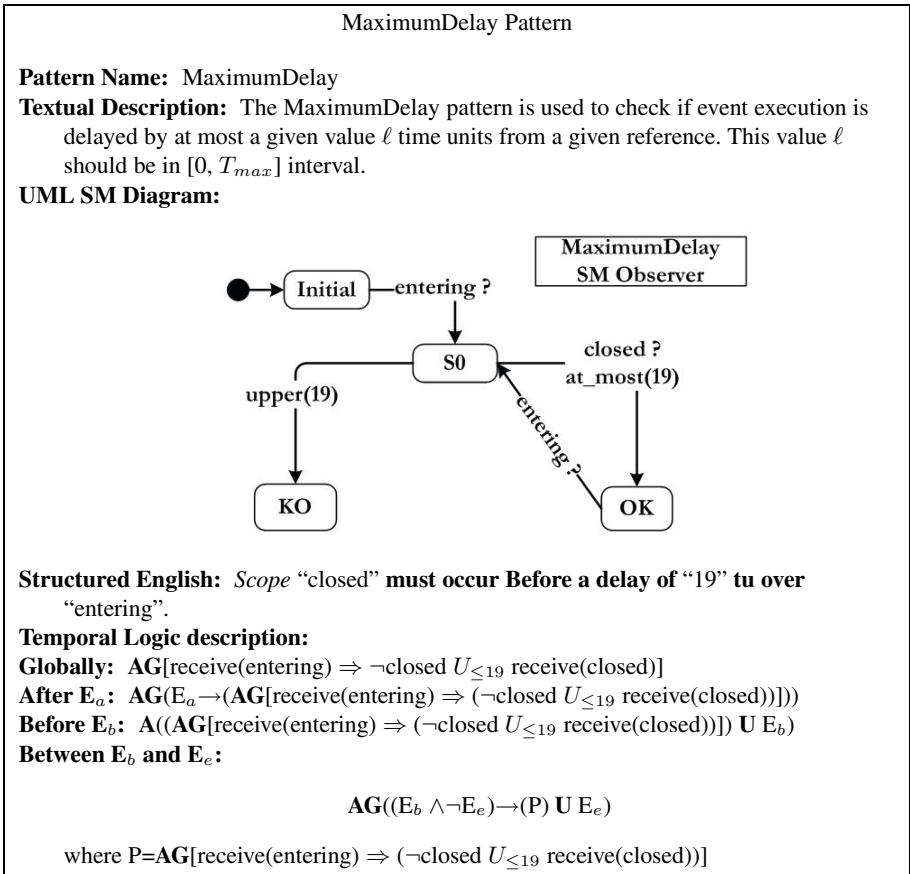 MaximumDelay Pattern
Pattern Name: MaximumDelay
Textual Description: The MaximumDelay pattern is used to check if event execution is
delayed by at most a given value ℓ time units from a given reference. This value ℓ
should be in [0, T_max] interval.
UML SM Diagram:
MaximumDelay
SM Observer
Initial
entering ?
S0
closed ?
at_most(19)
upper(19)
entering ?
KO
OK
Structured English: Scope “closed” must occur Before a delay of “19” tu over
“entering”.
Temporal Logic description:
Globally: AG[receive(entering) ⇒ ¬closed U≤19 receive(closed)]
After E_a: AG(E_a→(AG[receive(entering) ⇒ (¬closed U≤19 receive(closed))]))
Before E_b: A((AG[receive(entering) ⇒ (¬closed U≤19 receive(closed))]) U E_b)
Between E_b and E_e:
AG((E_b ∧¬E_e)→(P) U E_e)
where P=AG[receive(entering) ⇒ (¬closed U≤19 receive(closed))]